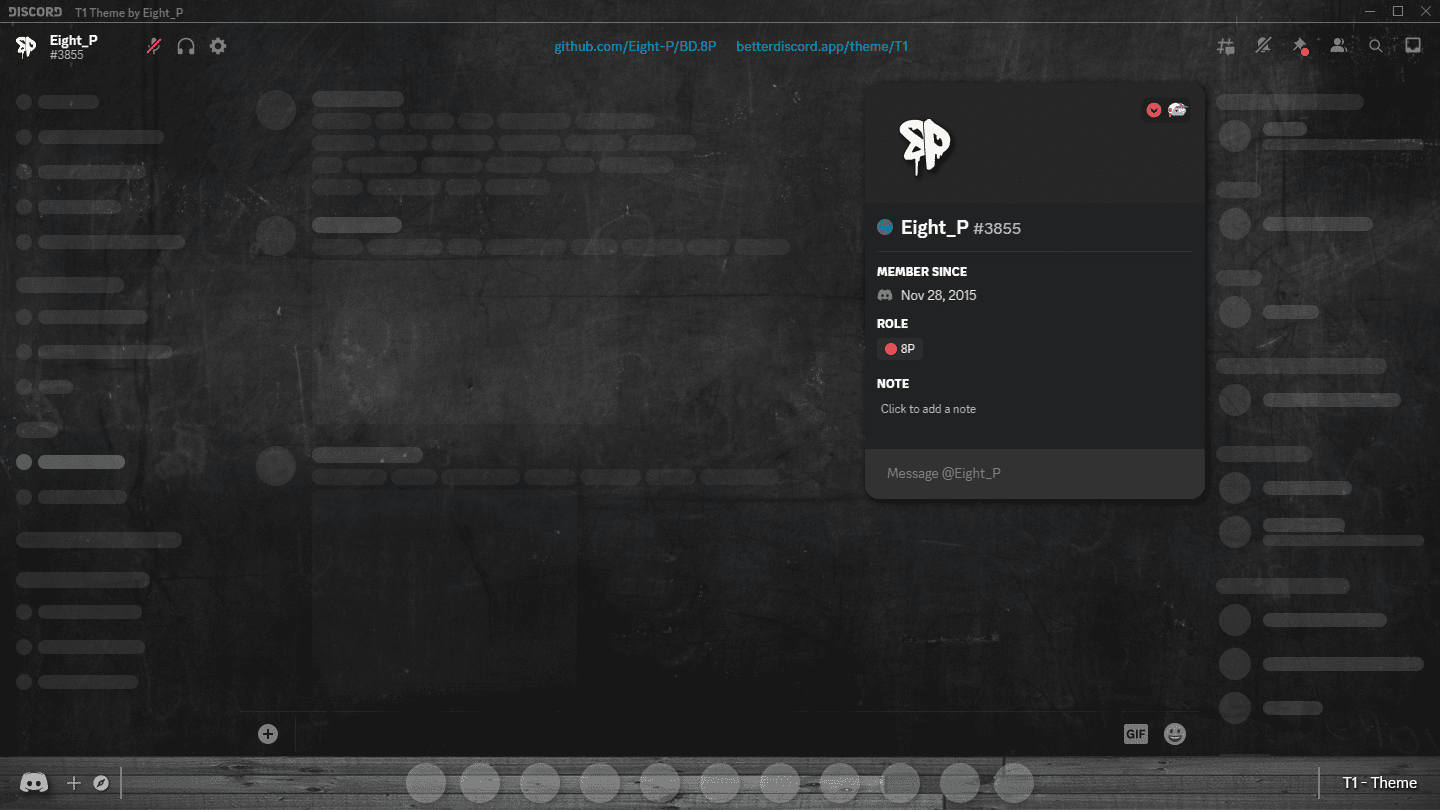 DISCORD T1 Theme by Eight_P
Eight_P
#3855
github.com/Eight-P/BD.8P betterdiscord.app/theme/T1
8P
Eight_P #3855
MEMBER SINCE
Nov 28, 2015
ROLE
8P
NOTE
Click to add a note
Message @Eight_P
GIF
T1 - Theme